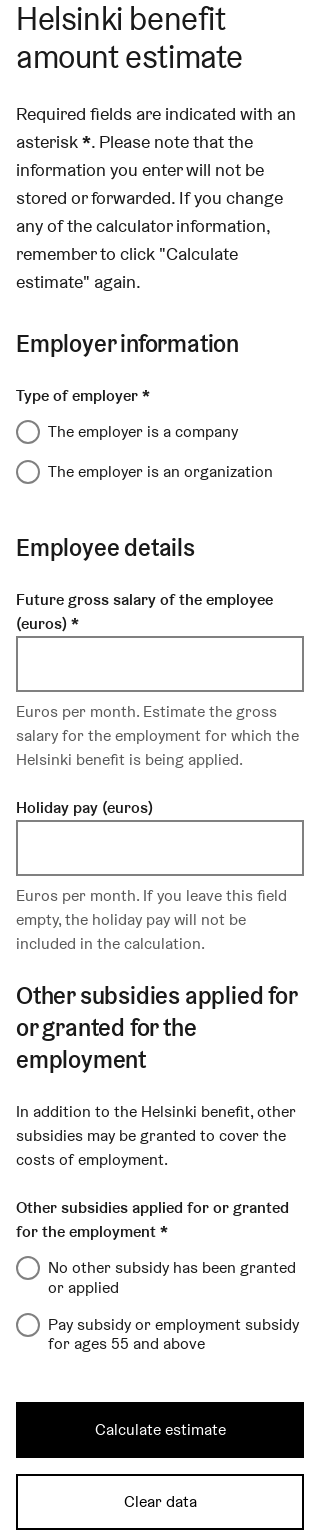 Helsinki benefit
amount estimate
Required fields are indicated with an
asterisk *. Please note that the
information you enter will not be
stored or forwarded. If you change
any of the calculator information,
remember to click "Calculate
estimate" again.
Employer information
Type of employer *
The employer is a company
The employer is an organization
Employee details
Future gross salary of the employee
(euros) *
Euros per month. Estimate the gross
salary for the employment for which the
Helsinki benefit is being applied.
Holiday pay (euros)
Euros per month. If you leave this field
empty, the holiday pay will not be
included in the calculation.
Other subsidies applied for
or granted for the
employment
In addition to the Helsinki benefit, other
subsidies may be granted to cover the
costs of employment.
Other subsidies applied for or granted
for the employment *
No other subsidy has been granted
or applied
Pay subsidy or employment subsidy
for ages 55 and above
Calculate estimate
Clear data